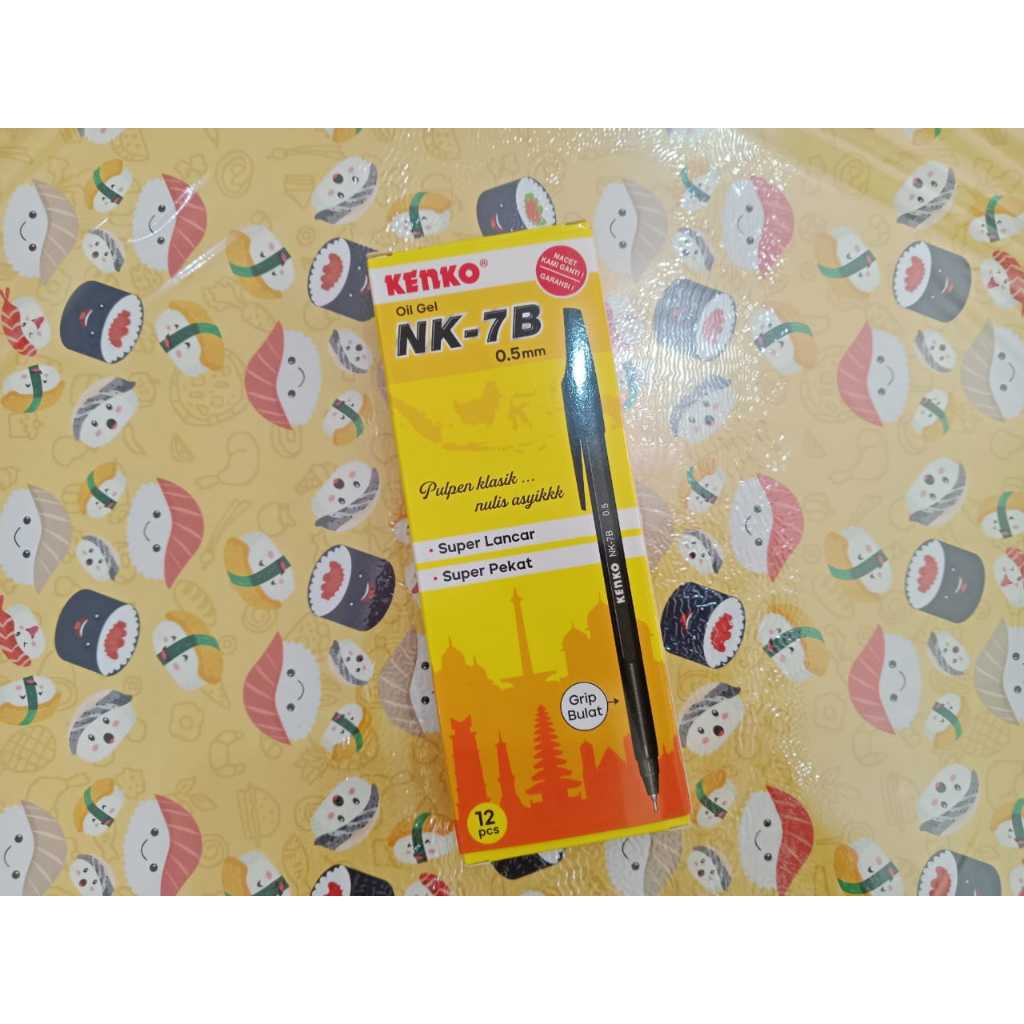 KENKO®
NACET
KAMI GANTI!
GARANSI!
Oil Gel
NK-7B
0.5mm
Pulpen klasik ...
nulis asyikkk
• Super Lancar
• Super Pekat
KENKO NK-7B 0.5
Grip
Bulat
12
pcs